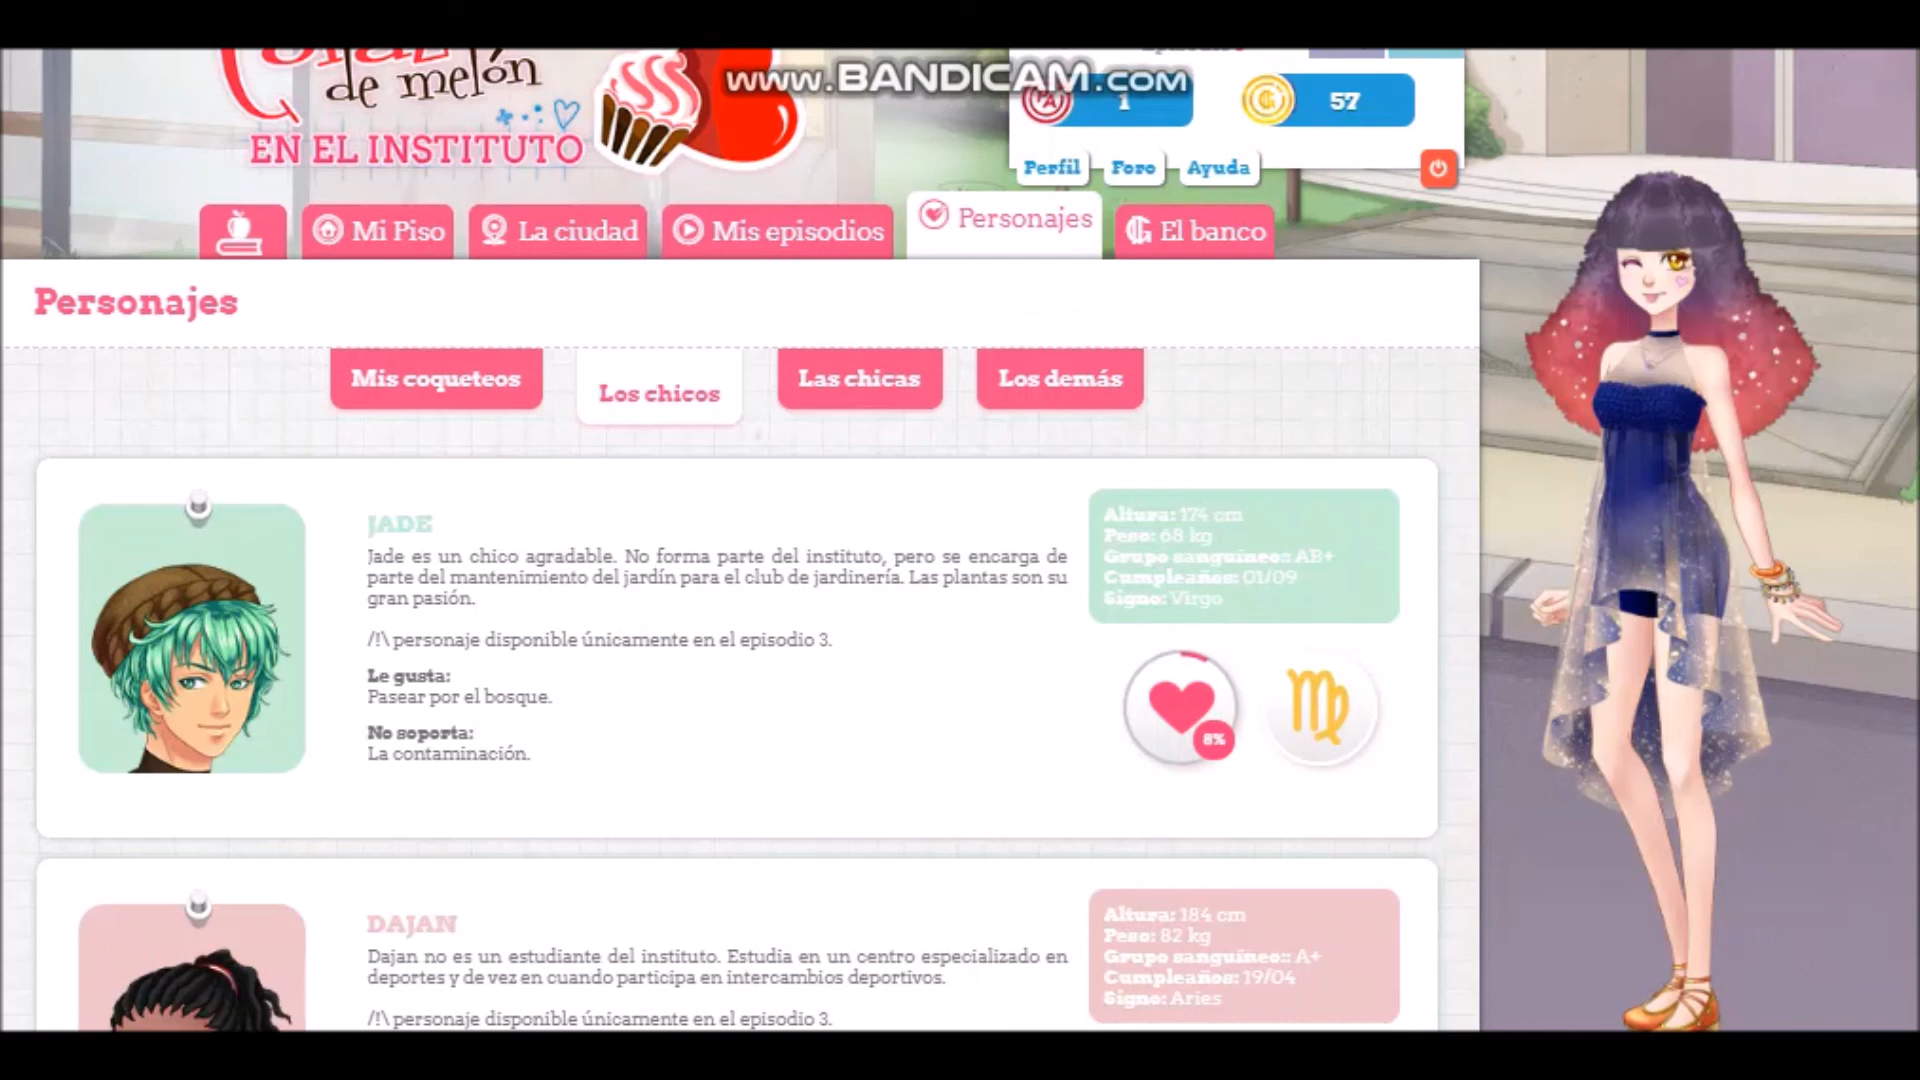 de melón
EN EL INSTITUTO
www.BANDICAM.com
1
57
Perfil
Foro
Ayuda
Mi Piso
La ciudad
Mis episodios
Personajes
El banco
Personajes
Mis coqueteos
Los chicos
Las chicas
Los demás
JADE
Jade es un chico agradable. No forma parte del instituto, pero se encarga de
parte del mantenimiento del jardín para el club de jardinería. Las plantas son su
gran pasión.
/!\ personaje disponible únicamente en el episodio 3.
Le gusta:
Pasear por el bosque.
No soporta:
La contaminación.
Altura: 174 cm
Peso: 68 kg
Grupo sanguíneo:: AB+
Cumpleaños: 01/09
Signo: Virgo
8%
DAJAN
Dajan no es un estudiante del instituto. Estudia en un centro especializado en
deportes y de vez en cuando participa en intercambios deportivos.
/!\ personaje disponible únicamente en el episodio 3.
Altura: 184 cm
Peso: 82 kg
Grupo sanguíneo:: A+
Cumpleaños: 19/04
Signo: Aries